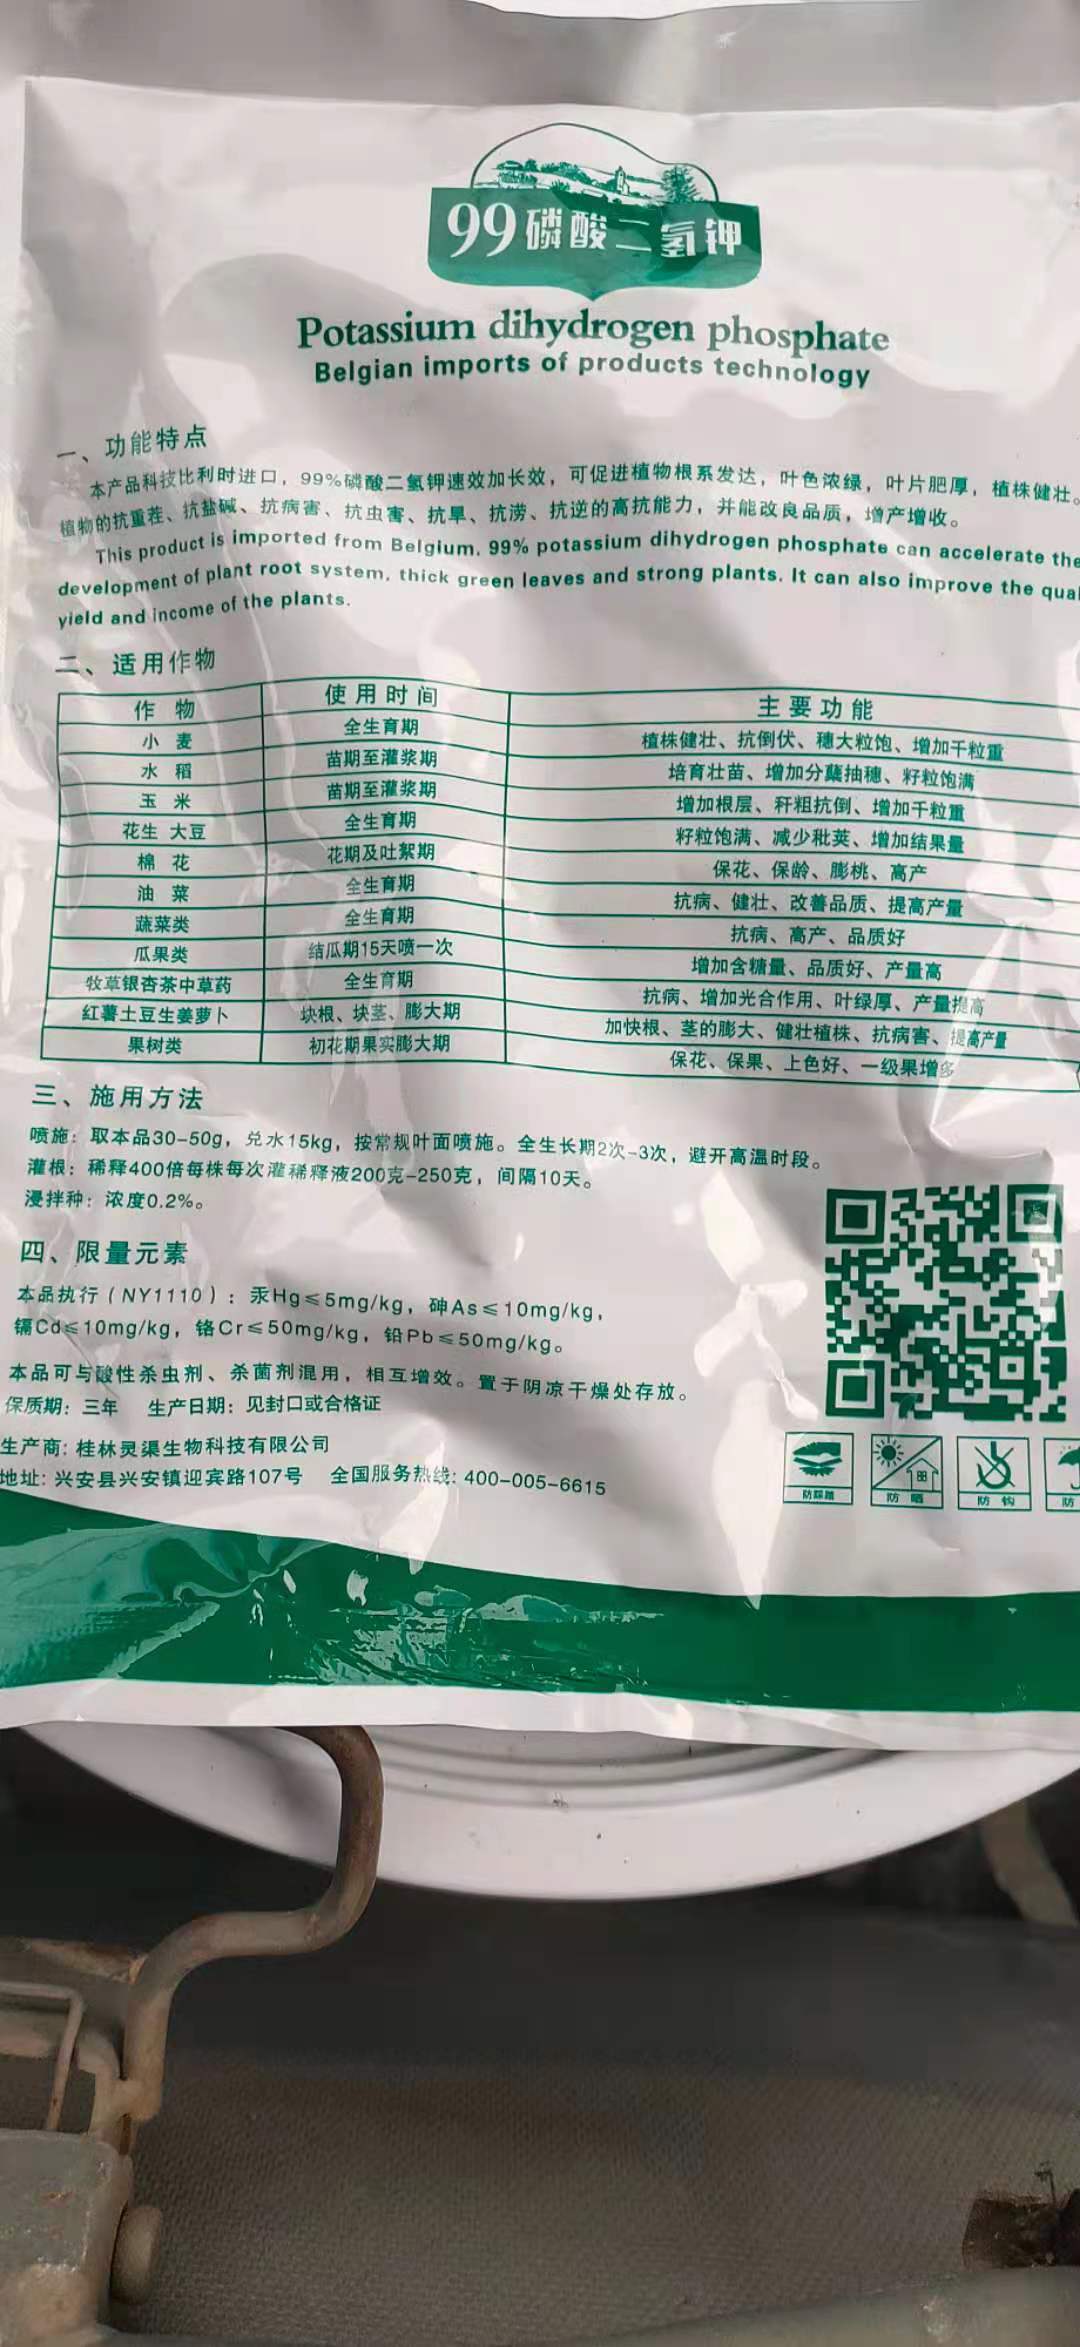 99磷酸二氢钾
Potassium dihydrogen phosphate
Belgian imports of products technology
一、功能特点
本产品科技比利时进口，99%磷酸二氢钾速效加长效，可促进植物根系发达，叶色浓绿，叶片肥厚，植株健壮。
植物的抗重茬、抗盐碱、抗病害、抗虫害、抗旱、抗涝、抗逆的高抗能力，并能改良品质，增产增收。
This product is imported from Belgium, 99% potassium dihydrogen phosphate can accelerate the
development of plant root system, thick green leaves and strong plants. It can also improve the
yield and income of the plants.
二、适用作物
作 物 使用时间 主要功能
小 麦 全生育期 植株健壮、抗倒伏、穗大粒饱、增加千粒重
水 稻 苗期至灌浆期 培育壮苗、增加分蘖抽穗、籽粒饱满
玉 米 苗期至灌浆期 增加根层、秆粗抗倒、增加千粒重
花生 大豆 全生育期 籽粒饱满、减少秕荚、增加结果量
棉 花 花期及吐絮期 保花、保龄、膨桃、高产
油 菜 全生育期 抗病、健壮、改善品质、提高产量
蔬菜类 全生育期 抗病、高产、品质好
瓜果类 结瓜期15天喷一次 增加含糖量、品质好、产量高
牧草银杏茶中草药 全生育期 抗病、增加光合作用、叶绿厚、产量提高
红薯土豆生姜萝卜 块根、块茎、膨大期 加快根、茎的膨大、健壮植株、抗病害、提高产量
果树类 初花期果实膨大期 保花、保果、上色好、一级果增多
三、施用方法
喷施：取本品30-50g，兑水15kg，按常规叶面喷施。全生长期2次-3次，避开高温时段。
灌根：稀释400倍每株每次灌稀释液200克-250克，间隔10天。
浸拌种：浓度0.2%。
四、限量元素
本品执行（NY1110）：汞Hg≤5mg/kg，砷As≤10mg/kg，
镉Cd≤10mg/kg，铬Cr≤50mg/kg，铅Pb≤50mg/kg。
本品可与酸性杀虫剂、杀菌剂混用，相互增效。置于阴凉干燥处存放。
保质期：三年 生产日期：见封口或合格证
生产商：桂林灵渠生物科技有限公司
地址：兴安县兴安镇迎宾路107号 全国服务热线：400-005-6615
防踩踏 防 晒 防 钩 防